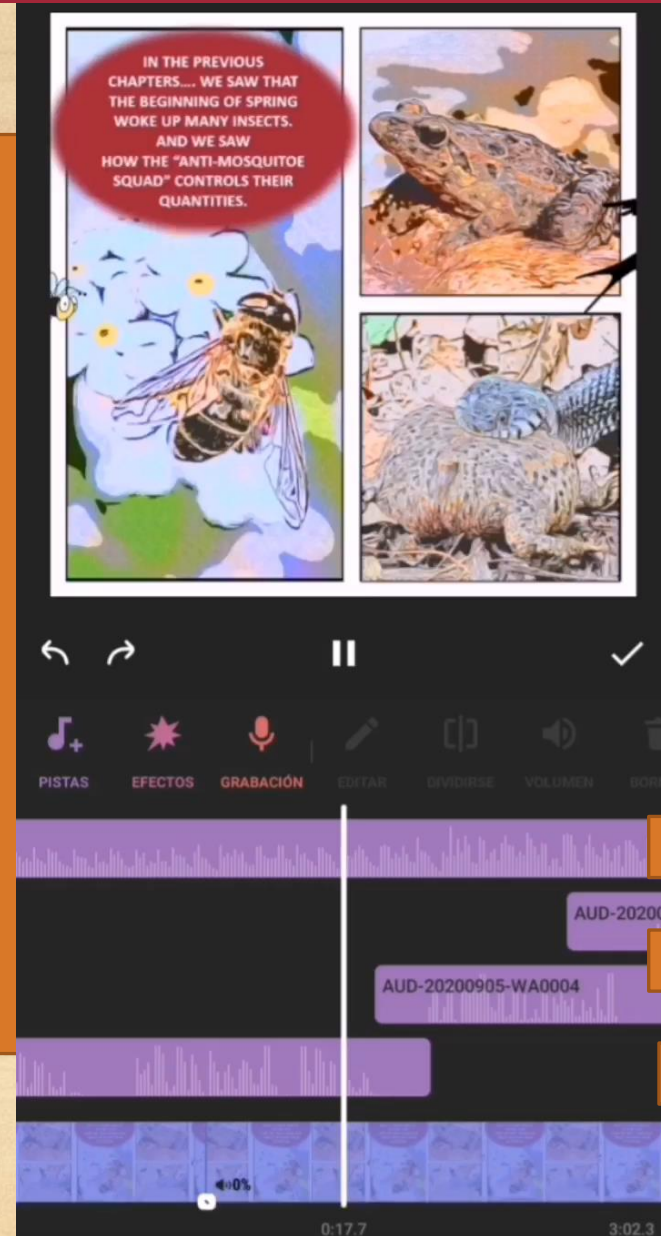 IN THE PREVIOUS
CHAPTERS.... WE SAW THAT
THE BEGINNING OF SPRING
WOKE UP MANY INSECTS.
AND WE SAW
HOW THE “ANTI-MOSQUITOE
SQUAD” CONTROLS THEIR
QUANTITIES.
PISTAS EFECTOS GRABACIÓN EDITAR DIVIDIRSE VOLUMEN BOR
AUD-2020
AUD-20200905-WA0004
0%
0:17.7 3:02.3